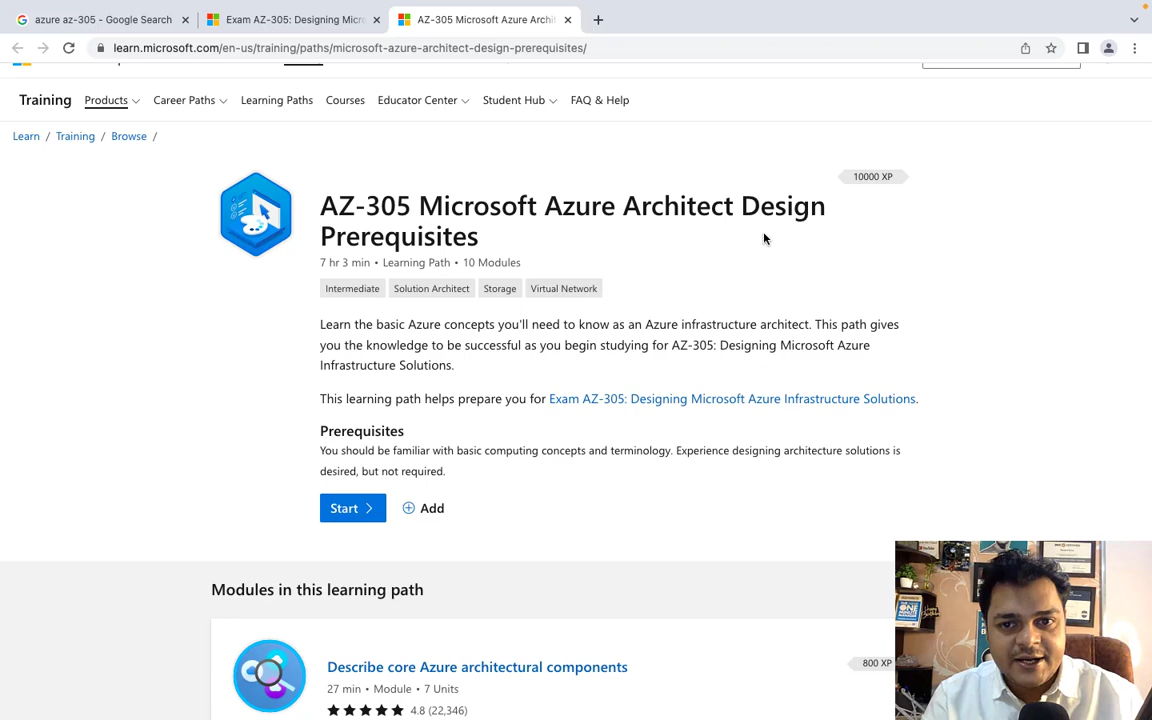 azure az-305 - Google Search
Exam AZ-305: Designing Micro
AZ-305 Microsoft Azure Archit
learn.microsoft.com/en-us/training/paths/microsoft-azure-architect-design-prerequisites/
Training Products Career Paths Learning Paths Courses Educator Center Student Hub FAQ & Help
Learn / Training / Browse /
10000 XP
AZ-305 Microsoft Azure Architect Design
Prerequisites
7 hr 3 min • Learning Path • 10 Modules
Intermediate Solution Architect Storage Virtual Network
Learn the basic Azure concepts you'll need to know as an Azure infrastructure architect. This path gives
you the knowledge to be successful as you begin studying for AZ-305: Designing Microsoft Azure
Infrastructure Solutions.
This learning path helps prepare you for Exam AZ-305: Designing Microsoft Azure Infrastructure Solutions.
Prerequisites
You should be familiar with basic computing concepts and terminology. Experience designing architecture solutions is
desired, but not required.
Start Add
Modules in this learning path
Describe core Azure architectural components
800 XP
27 min • Module • 7 Units
4.8 (22,346)